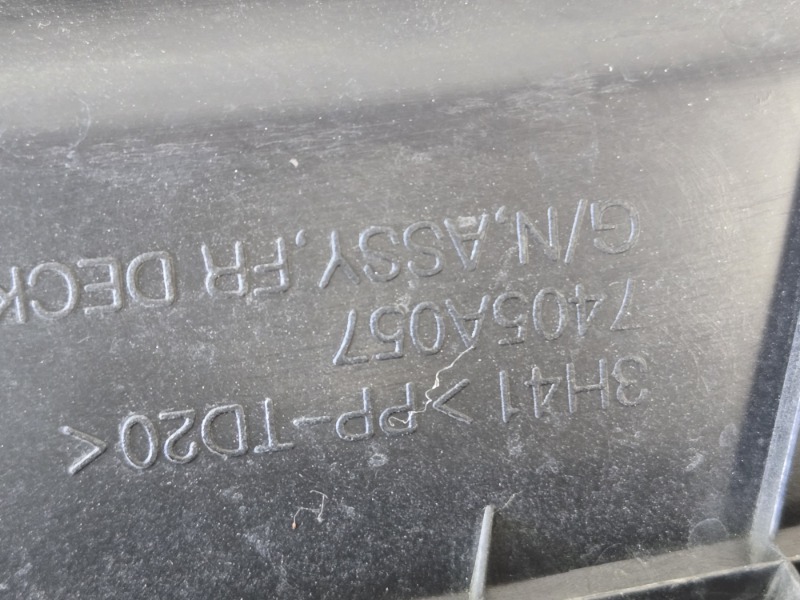 3H41 >PP-TD20<
7405A057
G/N,ASSY,FR DECK